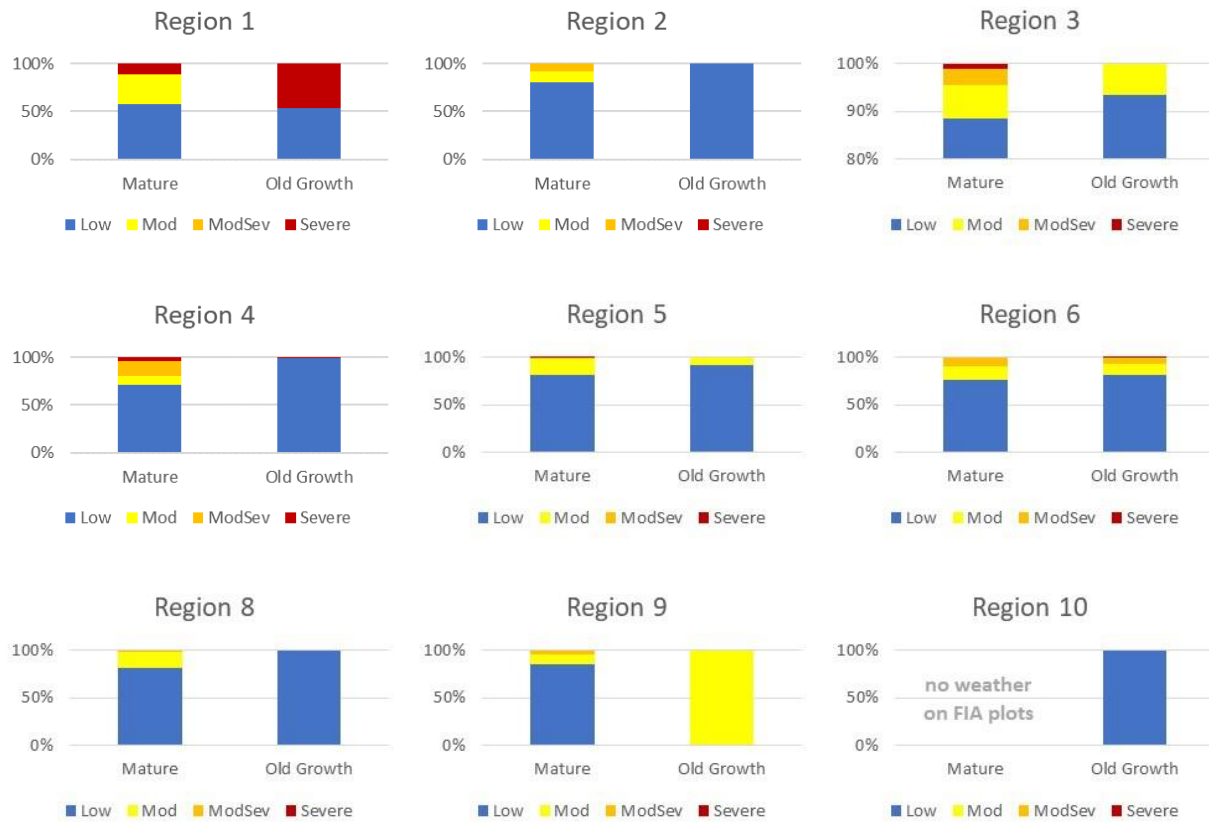 Region 1
100%
50%
0%
Mature Old Growth
Low Mod ModSev Severe
Region 2
100%
50%
0%
Mature Old Growth
Low Mod ModSev Severe
Region 3
100%
90%
80%
Mature Old Growth
Low Mod ModSev Severe
Region 4
100%
50%
0%
Mature Old Growth
Low Mod ModSev Severe
Region 5
100%
50%
0%
Mature Old Growth
Low Mod ModSev Severe
Region 6
100%
50%
0%
Mature Old Growth
Low Mod ModSev Severe
Region 8
100%
50%
0%
Mature Old Growth
Low Mod ModSev Severe
Region 9
100%
50%
0%
Mature Old Growth
Low Mod ModSev Severe
Region 10
100%
no weather
50%
on FIA plots
0%
Mature Old Growth
Low Mod ModSev Severe